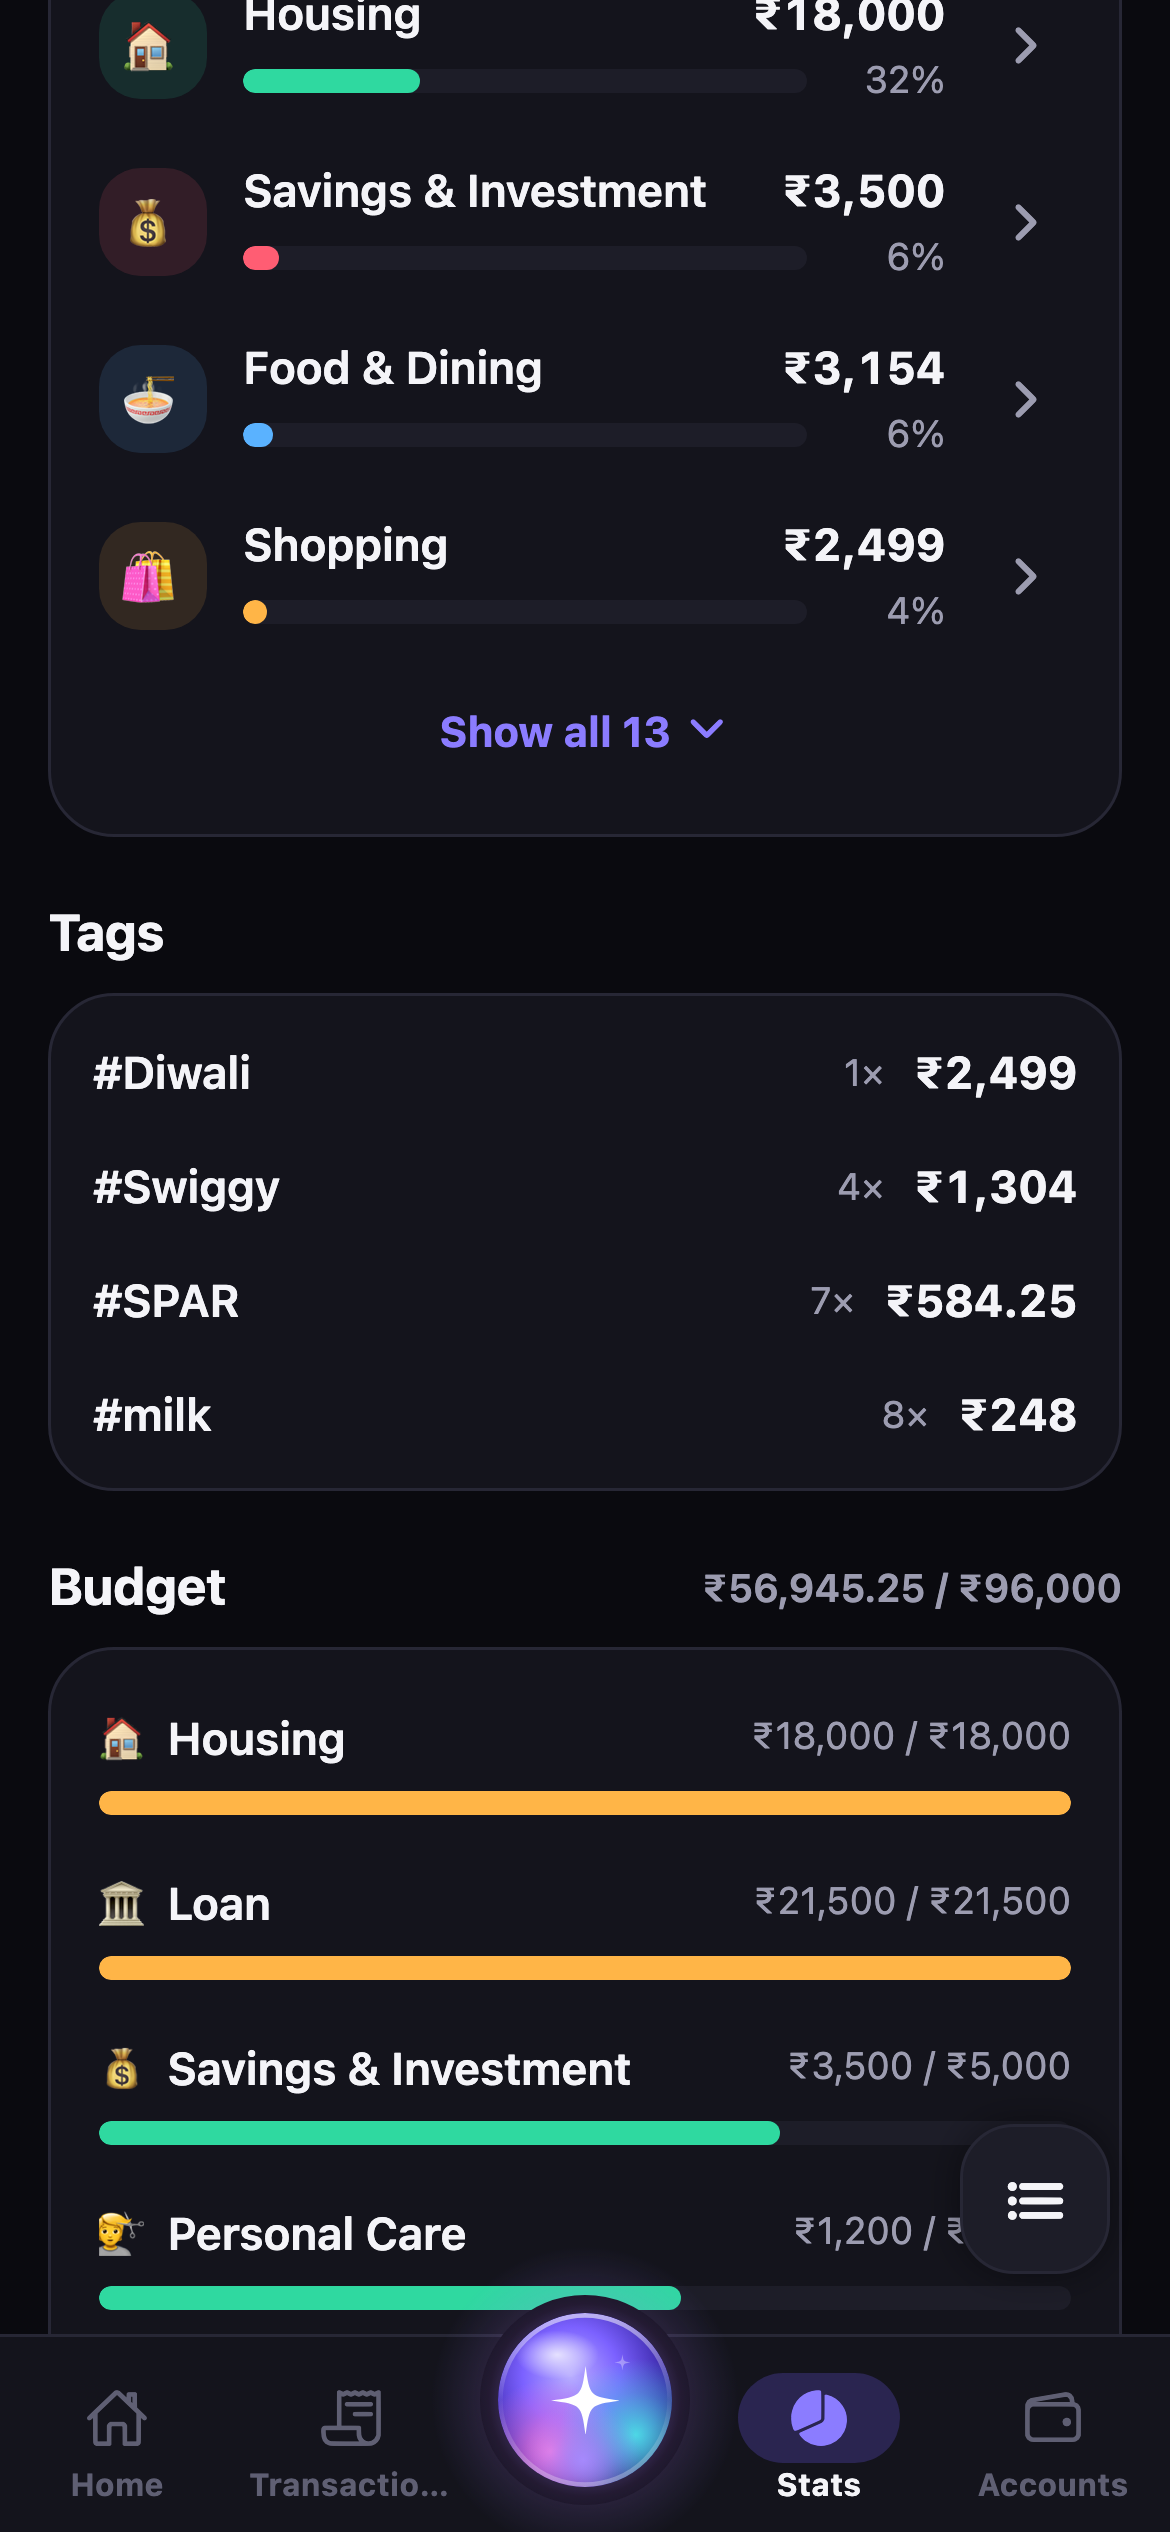 Housing ₹18,000
32%
Savings & Investment ₹3,500
6%
Food & Dining ₹3,154
6%
Shopping ₹2,499
4%
Show all 13
Tags
#Diwali 1× ₹2,499
#Swiggy 4× ₹1,304
#SPAR 7× ₹584.25
#milk 8× ₹248
Budget ₹56,945.25 / ₹96,000
Housing ₹18,000 / ₹18,000
Loan ₹21,500 / ₹21,500
Savings & Investment ₹3,500 / ₹5,000
Personal Care ₹1,200 / ₹
Home Transactio... Stats Accounts